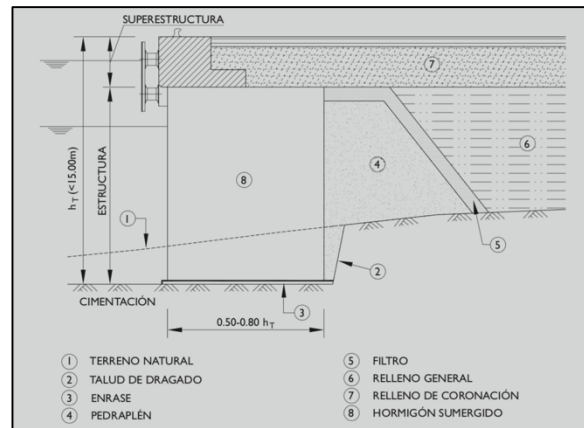 SUPERESTRUCTURA
h_T (<15.00m)
ESTRUCTURA
7
6
4
8
1
5
2
3
CIMENTACIÓN
0.50-0.80 h_T
1 TERRENO NATURAL
2 TALUD DE DRAGADO
3 ENRASE
4 PEDRAPLÉN
5 FILTRO
6 RELLENO GENERAL
7 RELLENO DE CORONACIÓN
8 HORMIGÓN SUMERGIDO